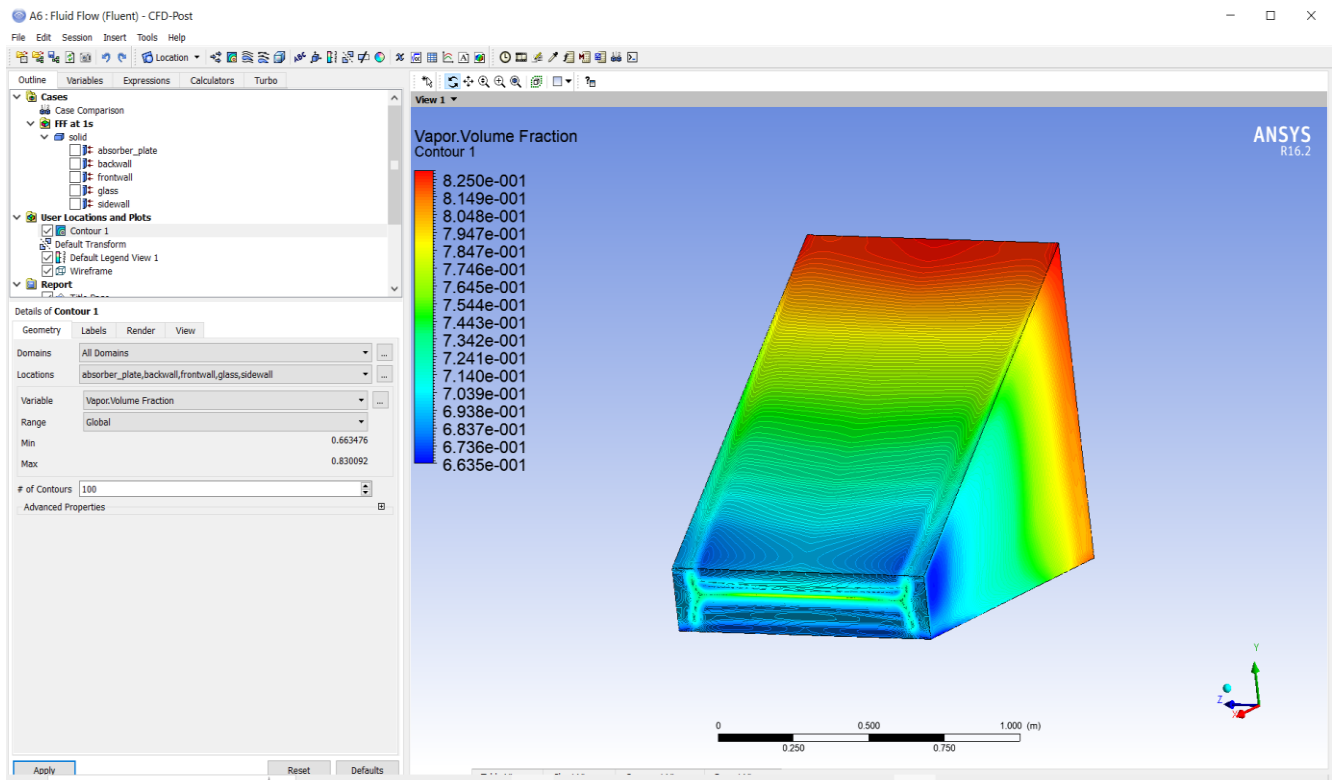 A6 : Fluid Flow (Fluent) - CFD-Post
File Edit Session Insert Tools Help
Location
Outline Variables Expressions Calculators Turbo
Cases
Case Comparison
FFF at 1s
solid
absorber_plate
backwall
frontwall
glass
sidewall
User Locations and Plots
Contour 1
Default Transform
Default Legend View 1
Wireframe
Report
Details of Contour 1
Geometry Labels Render View
Domains All Domains ...
Locations absorber_plate,backwall,frontwall,glass,sidewall ...
Variable Vapor.Volume Fraction ...
Range Global
Min 0.663476
Max 0.830092
# of Contours 100
Advanced Properties
Apply Reset Defaults
View 1
Vapor.Volume Fraction
Contour 1
8.250e-001
8.149e-001
8.048e-001
7.947e-001
7.847e-001
7.746e-001
7.645e-001
7.544e-001
7.443e-001
7.342e-001
7.241e-001
7.140e-001
7.039e-001
6.938e-001
6.837e-001
6.736e-001
6.635e-001
ANSYS
R16.2
Y
Z
X
0 0.500 1.000 (m)
0.250 0.750